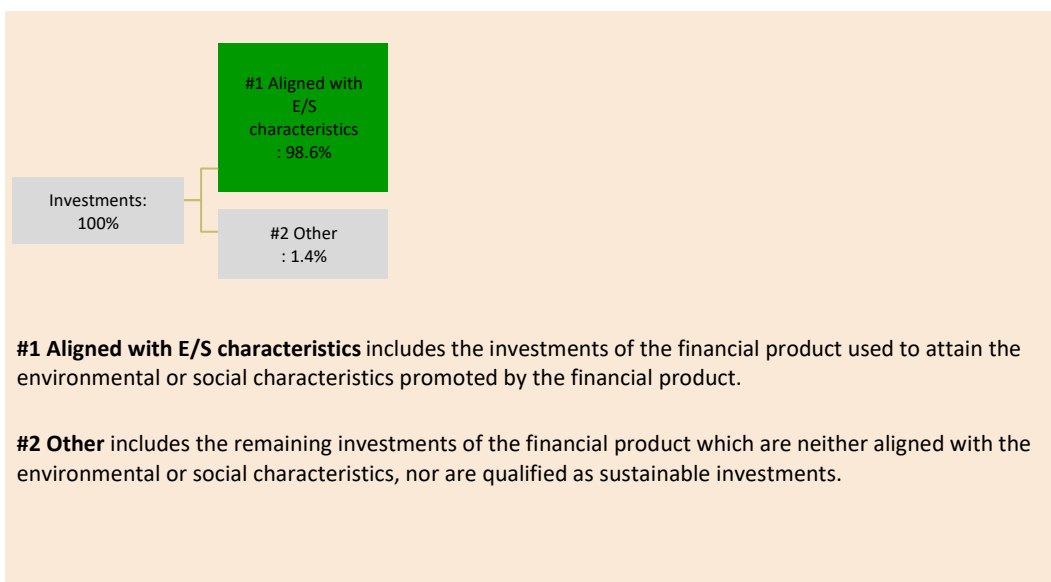 #1 Aligned with
E/S
characteristics
: 98.6%
Investments:
100%
#2 Other
: 1.4%
#1 Aligned with E/S characteristics includes the investments of the financial product used to attain the
environmental or social characteristics promoted by the financial product.
#2 Other includes the remaining investments of the financial product which are neither aligned with the
environmental or social characteristics, nor are qualified as sustainable investments.